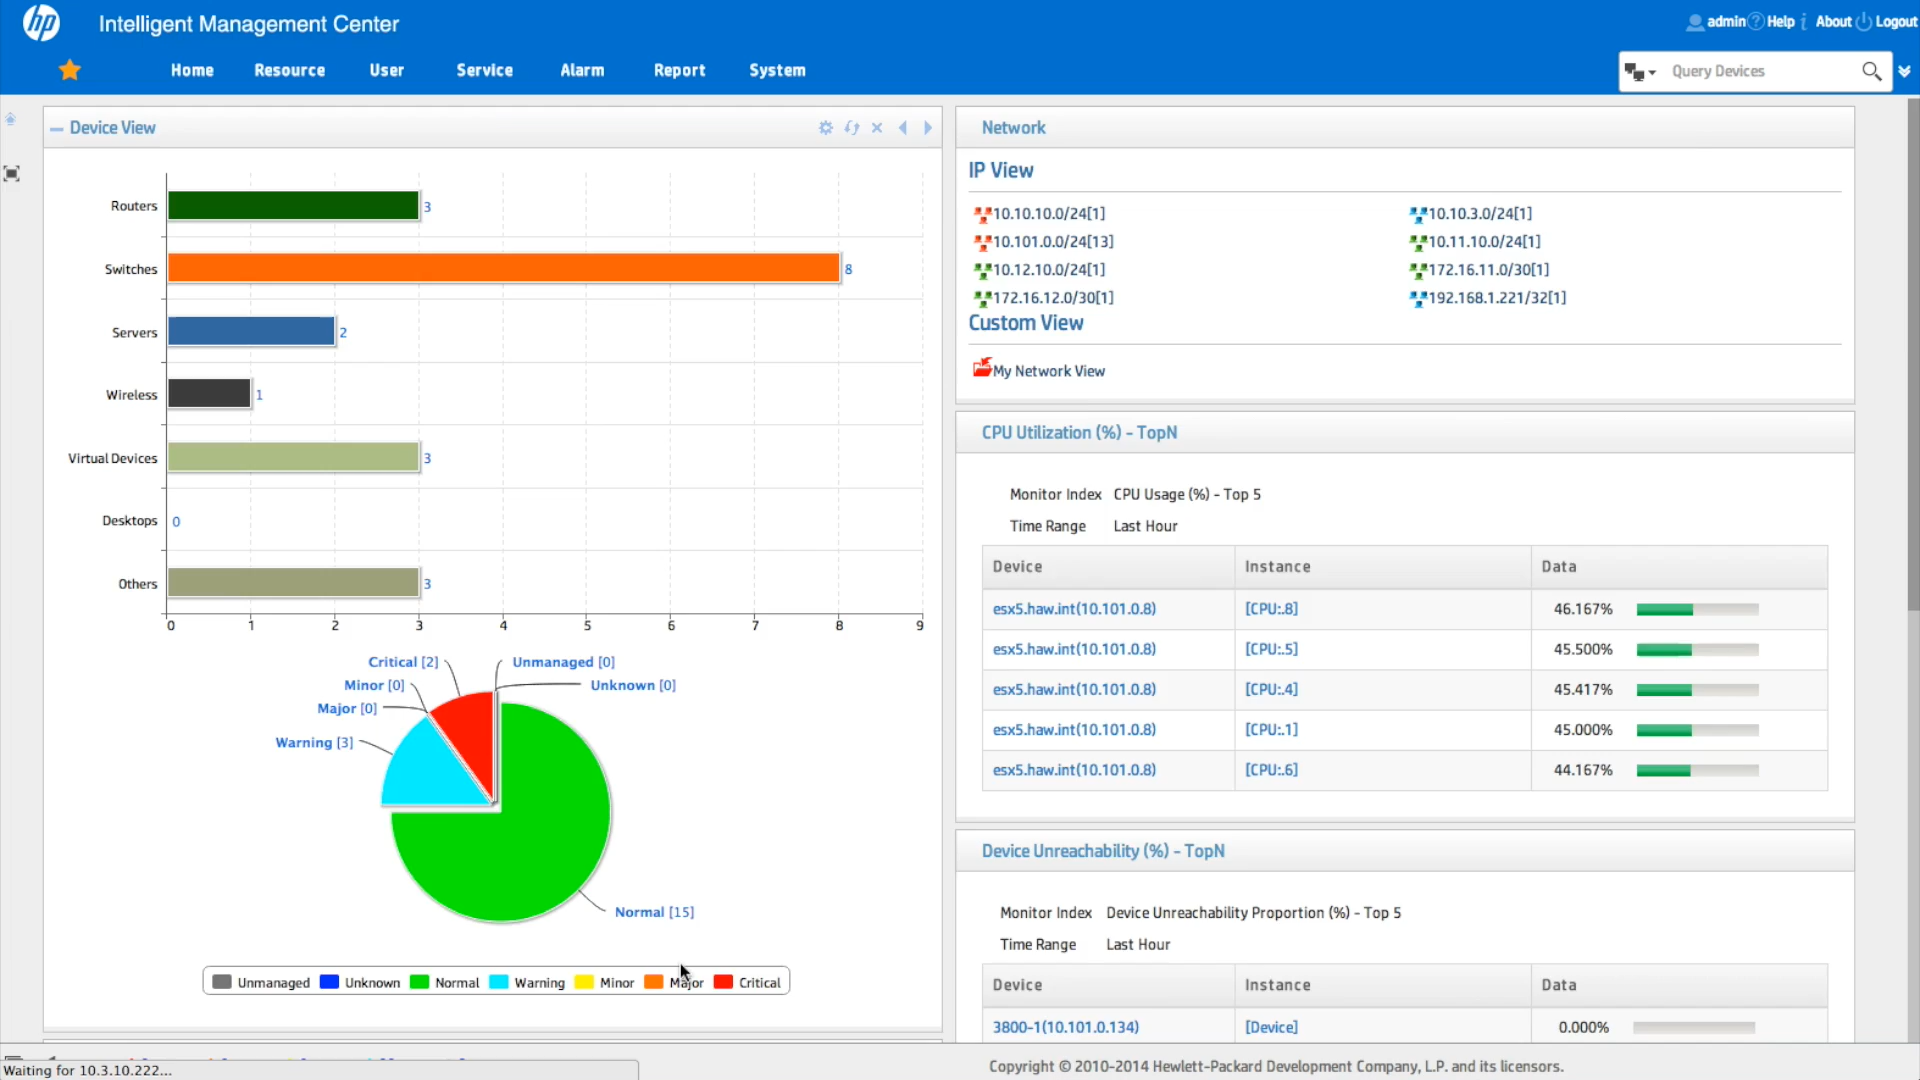 hp
Intelligent Management Center
admin Help About Logout
Home Resource User Service Alarm Report System
Query Devices
Device View
Routers 3
Switches 8
Servers 2
Wireless 1
Virtual Devices 3
Desktops 0
Others 3
0 1 2 3 4 5 6 7 8 9
Critical [2] Unmanaged [0]
Minor [0] Unknown [0]
Major [0]
Warning [3]
Normal [15]
Unmanaged Unknown Normal Warning Minor Major Critical
Network
IP View
10.10.10.0/24[1] 10.10.3.0/24[1]
10.101.0.0/24[13] 10.11.10.0/24[1]
10.12.10.0/24[1] 172.16.11.0/30[1]
172.16.12.0/30[1] 192.168.1.221/32[1]
Custom View
My Network View
CPU Utilization (%) - TopN
Monitor Index CPU Usage (%) - Top 5
Time Range Last Hour
Device Instance Data
esx5.haw.int(10.101.0.8) [CPU:.8] 46.167%
esx5.haw.int(10.101.0.8) [CPU:.5] 45.500%
esx5.haw.int(10.101.0.8) [CPU:.4] 45.417%
esx5.haw.int(10.101.0.8) [CPU:.1] 45.000%
esx5.haw.int(10.101.0.8) [CPU:.6] 44.167%
Device Unreachability (%) - TopN
Monitor Index Device Unreachability Proportion (%) - Top 5
Time Range Last Hour
Device Instance Data
3800-1(10.101.0.134) [Device] 0.000%
Waiting for 10.3.10.222...
Copyright © 2010-2014 Hewlett-Packard Development Company, L.P. and its licensors.